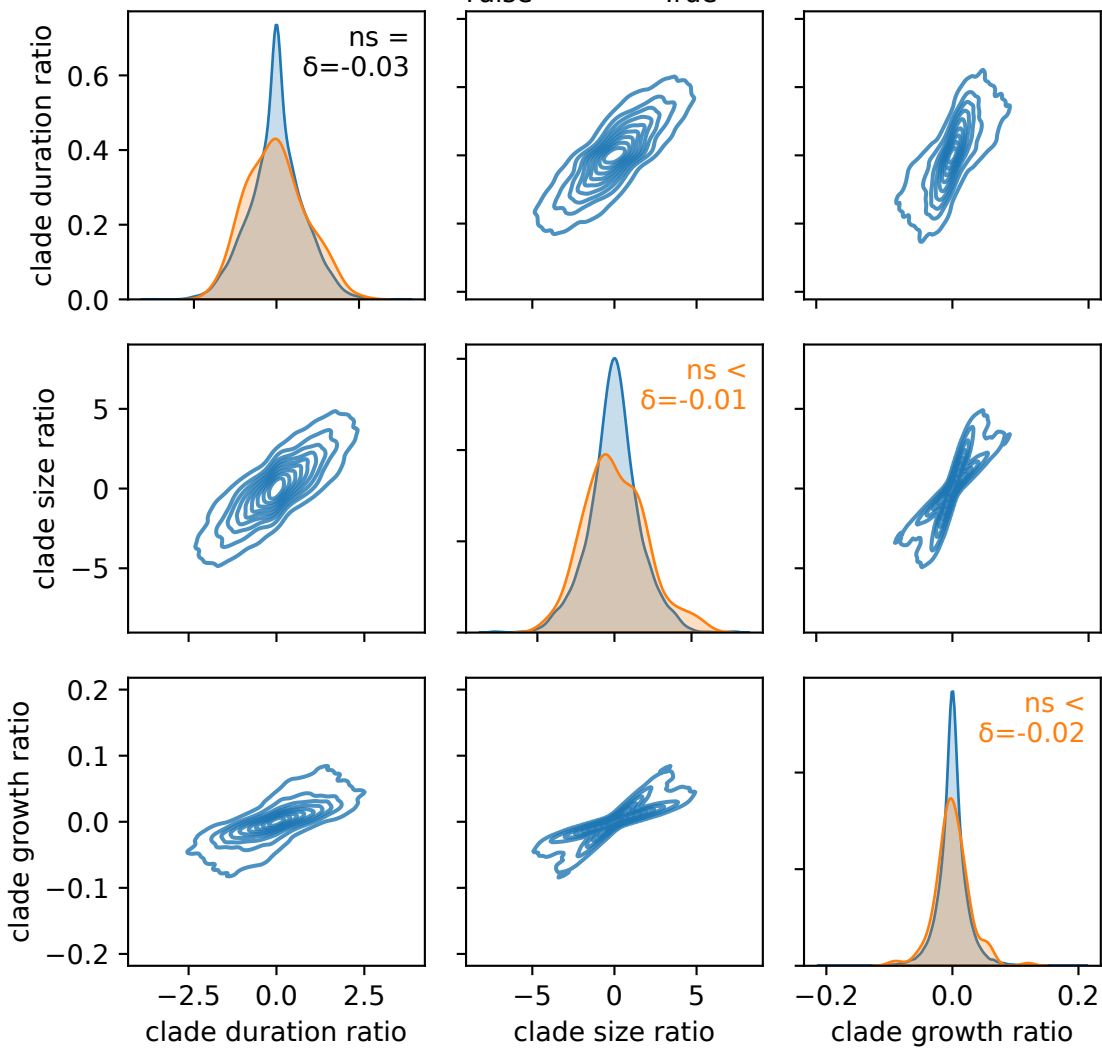 clade duration ratio
0.6
0.4
0.2
0.0
ns =
δ=-0.03
clade size ratio
5
0
−5
ns <
δ=-0.01
clade growth ratio
0.2
0.1
0.0
−0.1
−0.2
ns <
δ=-0.02
−2.5 0.0 2.5
−5 0 5
−0.2 0.0 0.2
clade duration ratio
clade size ratio
clade growth ratio